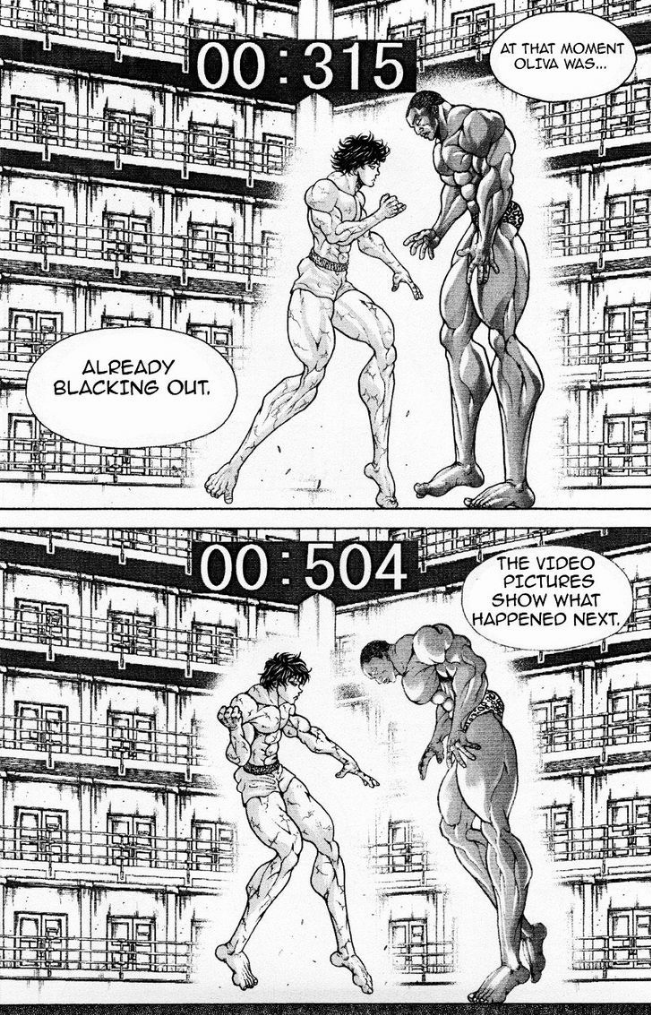 00:315
AT THAT MOMENT
OLIVA WAS...
ALREADY
BLACKING OUT.
00:504
THE VIDEO
PICTURES
SHOW WHAT
HAPPENED NEXT.